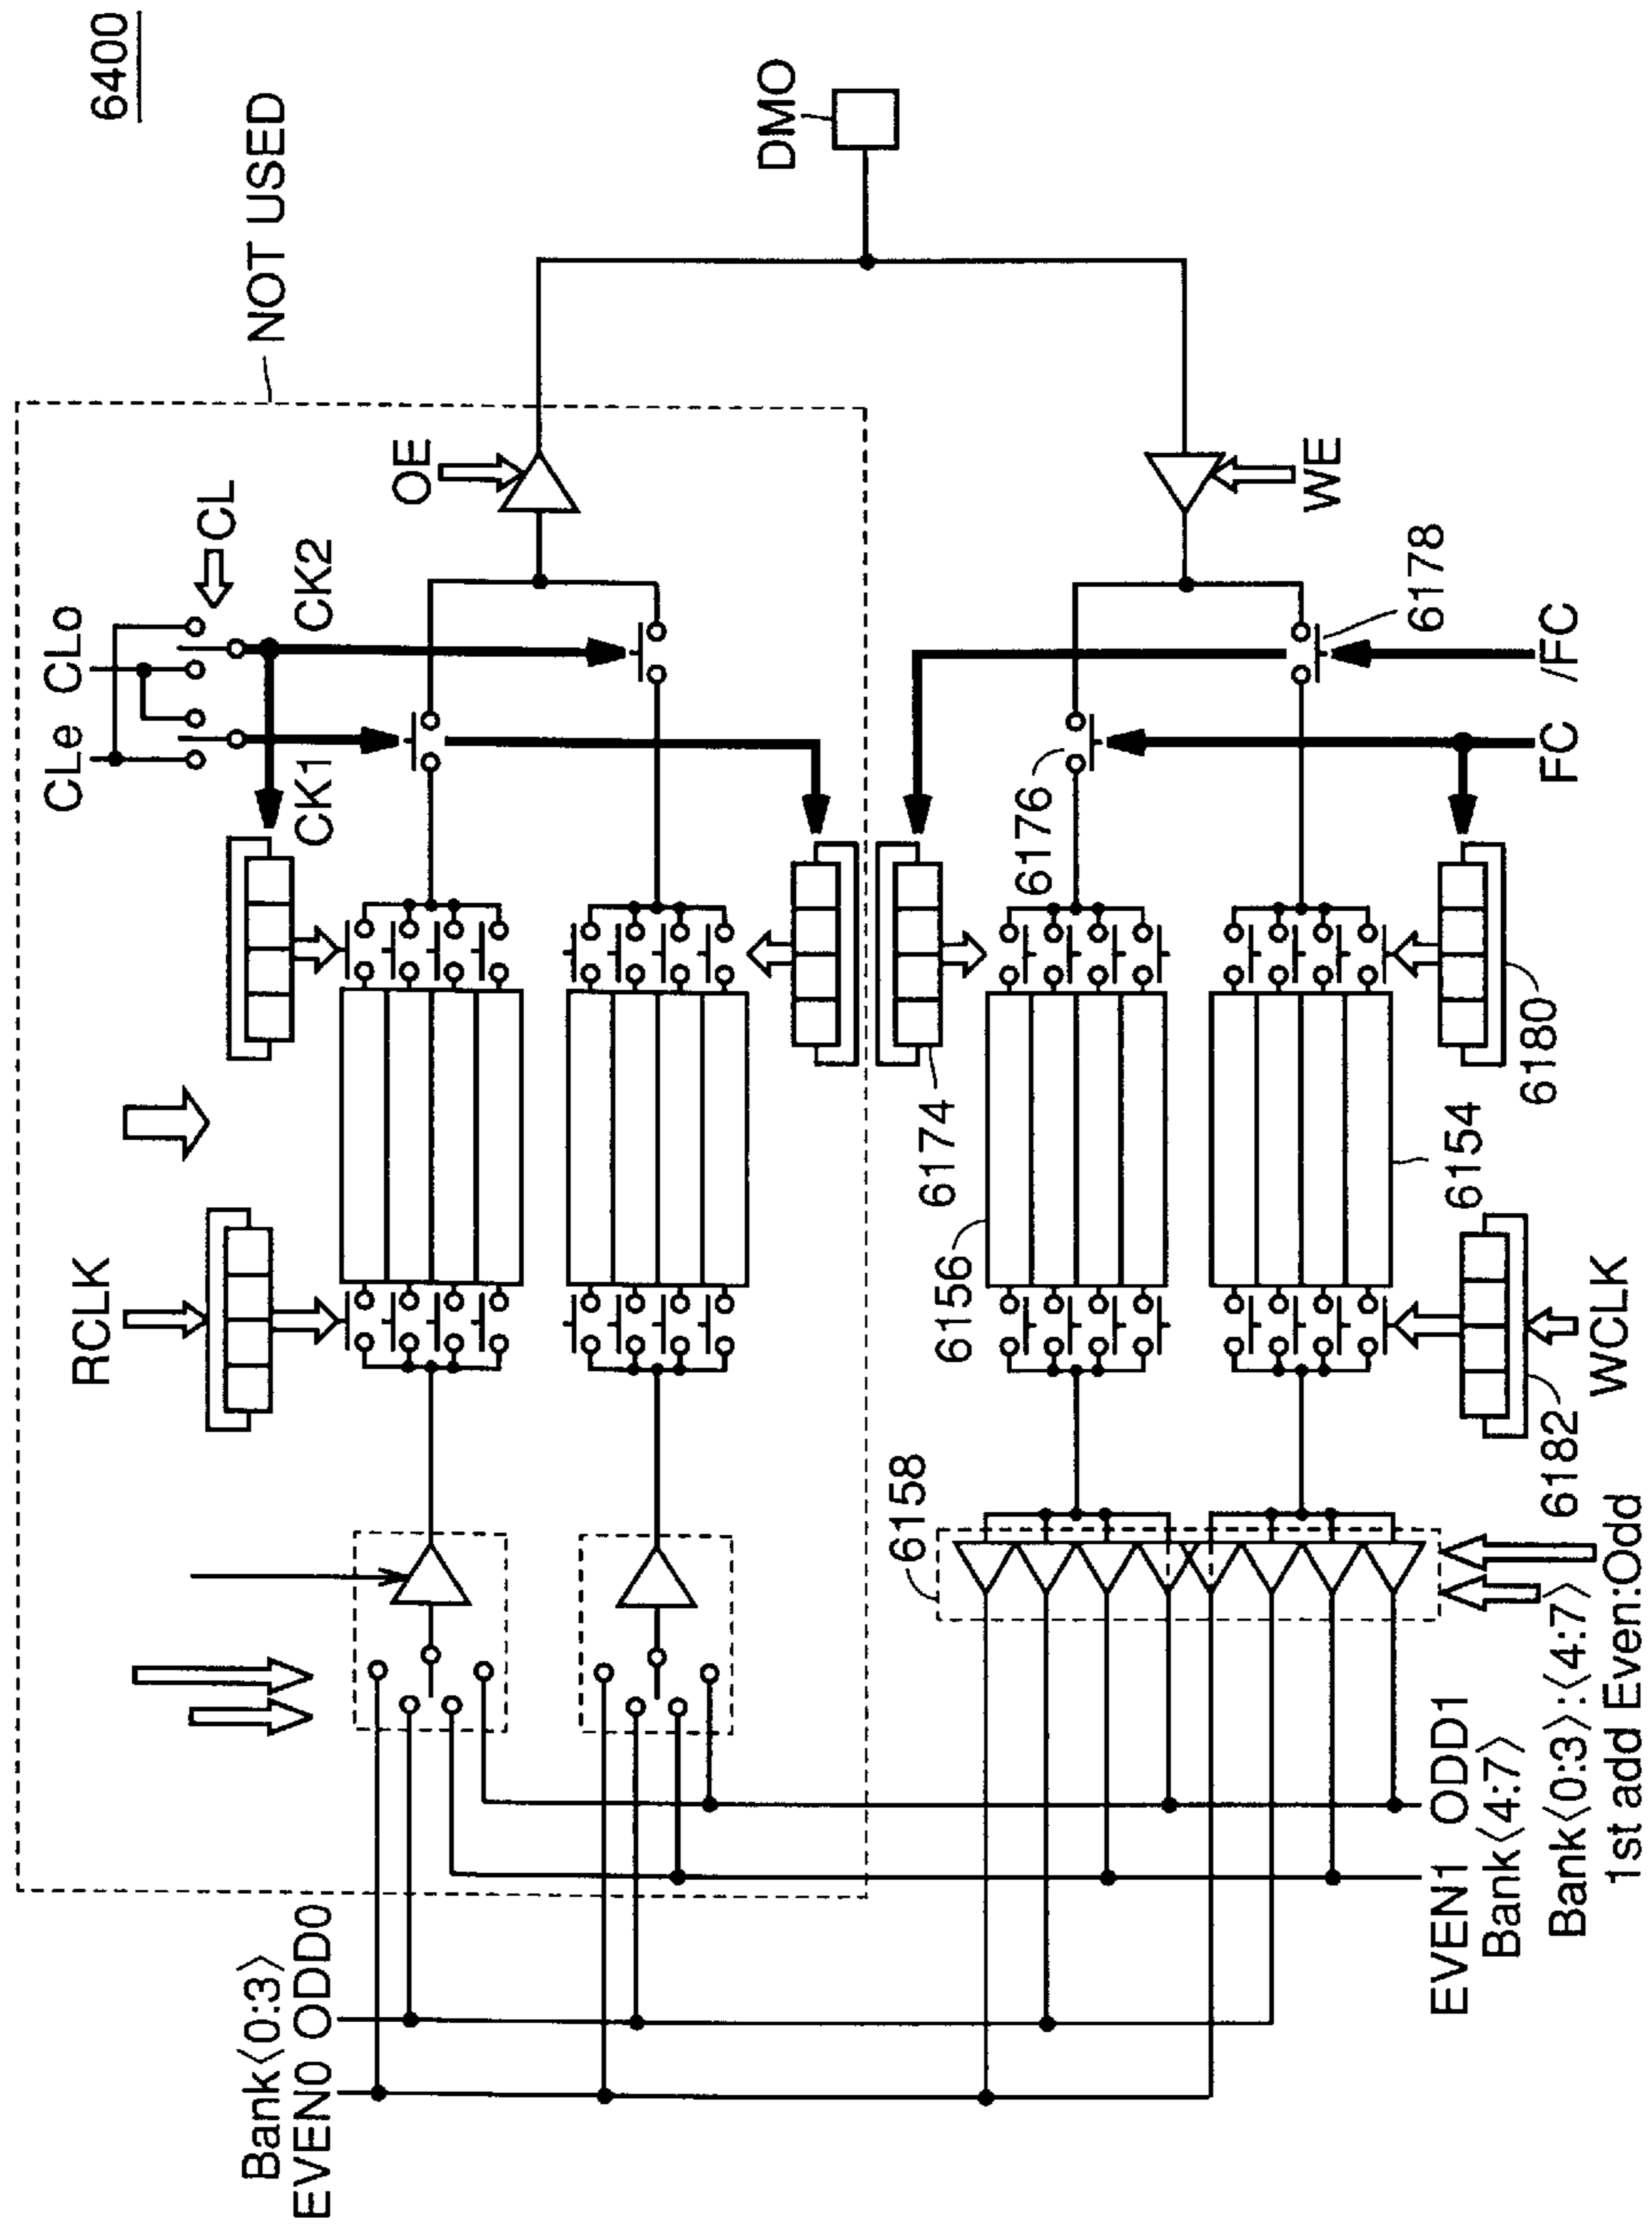 6400
NOT USED
DMO
CLe CLo
CL
CK1
CK2
OE
RCLK
WE
6176
6178
FC
/FC
6174
6180
6156
6154
6182
WCLK
6158
Bank〈0:3〉
EVEN0 ODD0
EVEN1 ODD1
Bank〈4:7〉
Bank〈0:3〉:〈4:7〉
1st add Even:Odd